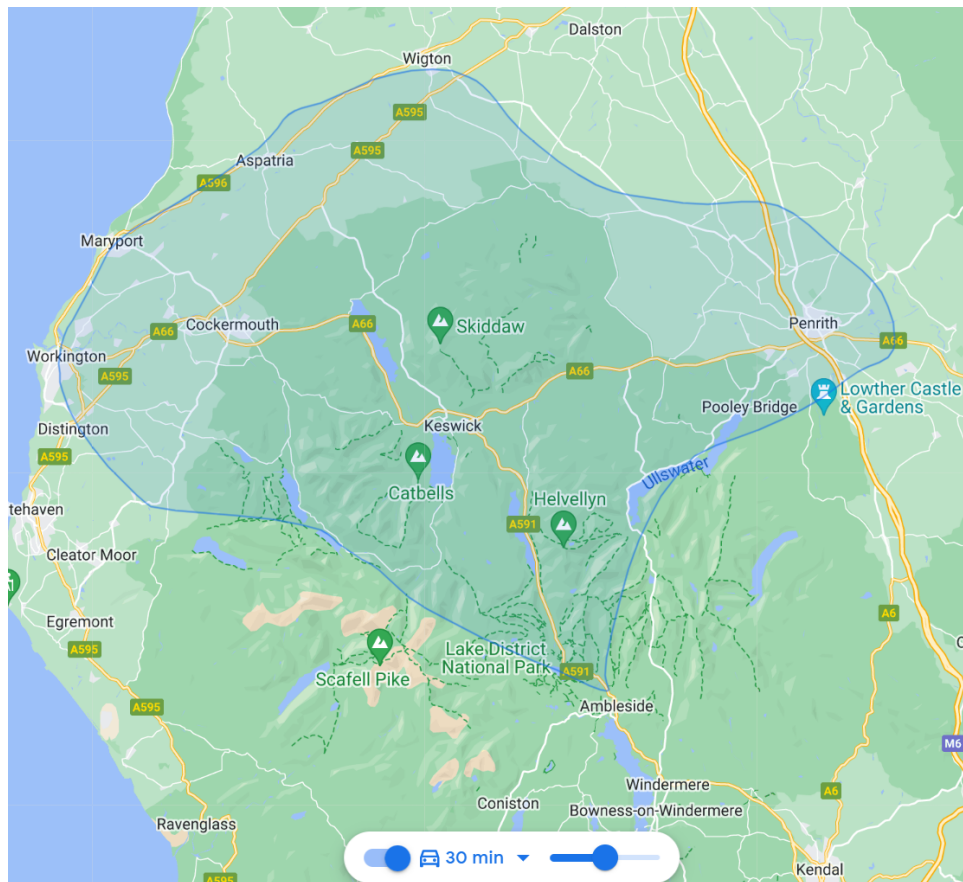 Dalston
Wigton
A595
A595
Aspatria
A596
Maryport
Skiddaw
A66
Cockermouth
A66
Penrith
A66
Workington
A595
A66
Lowther Castle
& Gardens
Pooley Bridge
Distington
Keswick
A595
Ullswater
Catbells
Helvellyn
tehaven
A591
Cleator Moor
A6
Egremont
A595
Lake District
National Park
Scafell Pike
A591
A595
Ambleside
M6
Windermere
A6
Coniston
Bowness-on-Windermere
Ravenglass
30 min
Kendal
A595